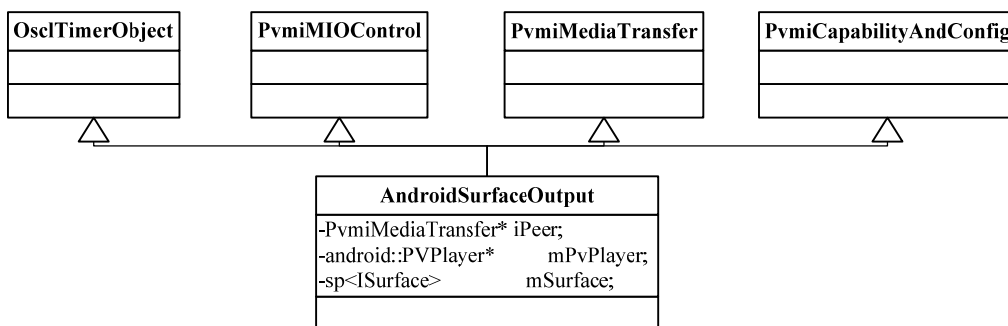 OsclTimerObject
PvmiMIOControl
PvmiMediaTransfer
PvmiCapabilityAndConfig
AndroidSurfaceOutput
-PvmiMediaTransfer* iPeer;
-android::PVPlayer* mPvPlayer;
-sp<ISurface> mSurface;